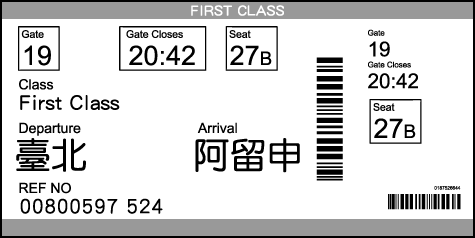 FIRST CLASS
Gate
19
Gate Closes
20:42
Seat
27B
Class
First Class
Departure
臺北
Arrival
阿留申
REF NO
00800597 524
Gate
19
Gate Closes
20:42
Seat
27B
0187526644